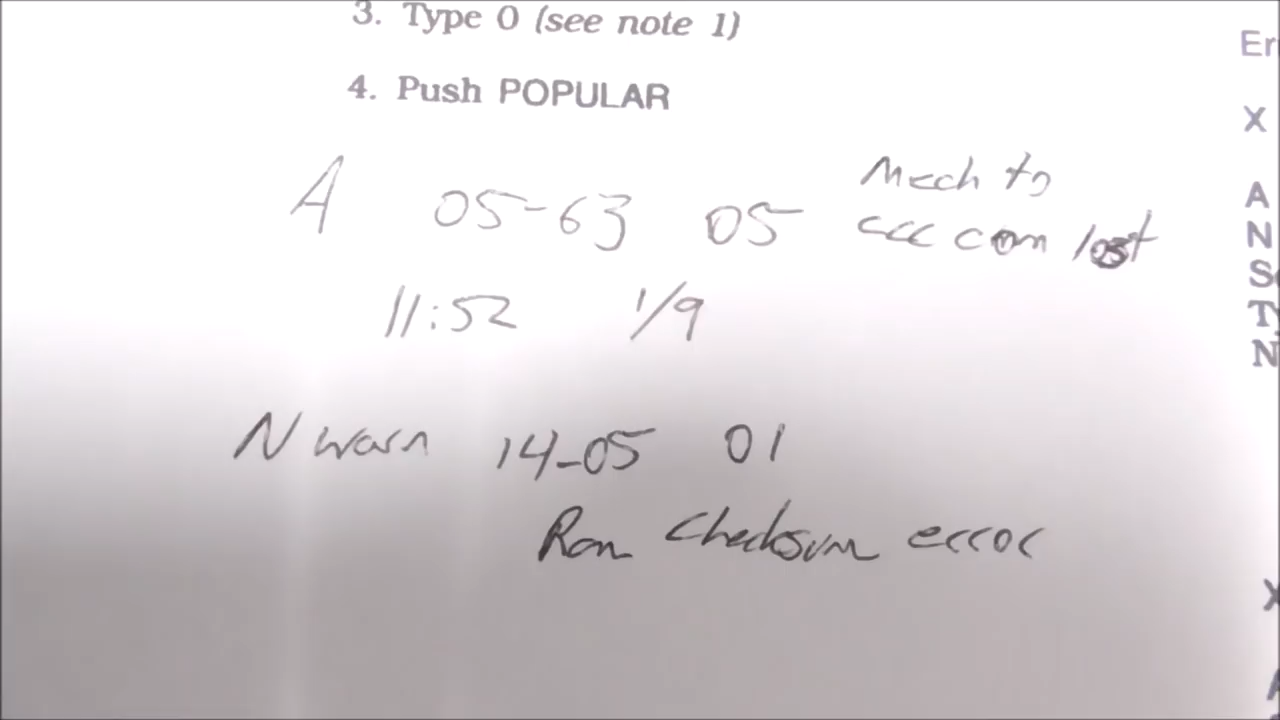 3. Type 0 (see note 1)
4. Push POPULAR
A 05-63 05 Mech to
ccc com lost
11:52 1/9
N warn 14-05 01
Rom Checksum error
Er
X
A
N
S
T
N
X